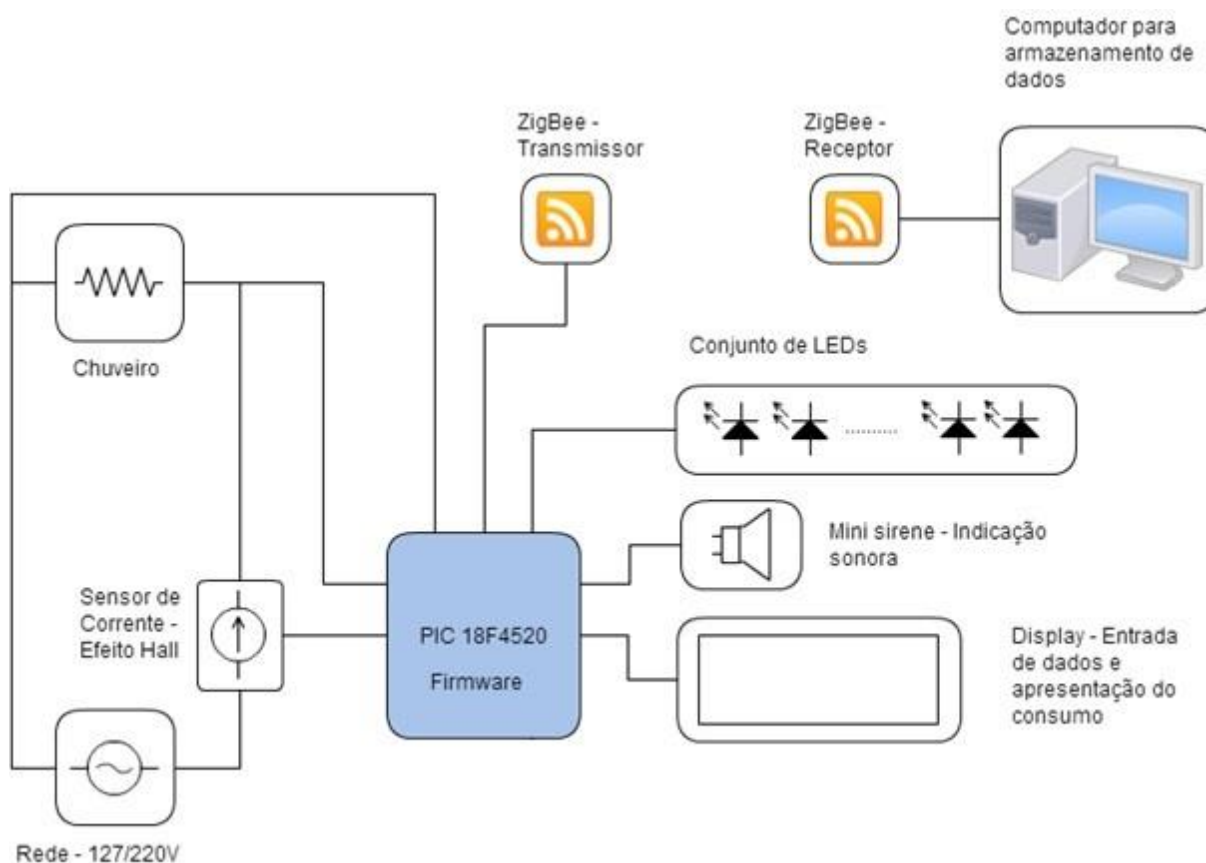 Computador para
armazenamento de
dados
ZigBee -
Transmissor
ZigBee -
Receptor
Chuveiro
Conjunto de LEDs
Mini sirene - Indicação
sonora
Sensor de
Corrente -
Efeito Hall
PIC 18F4520
Firmware
Display - Entrada
de dados e
apresentação do
consumo
Rede - 127/220V